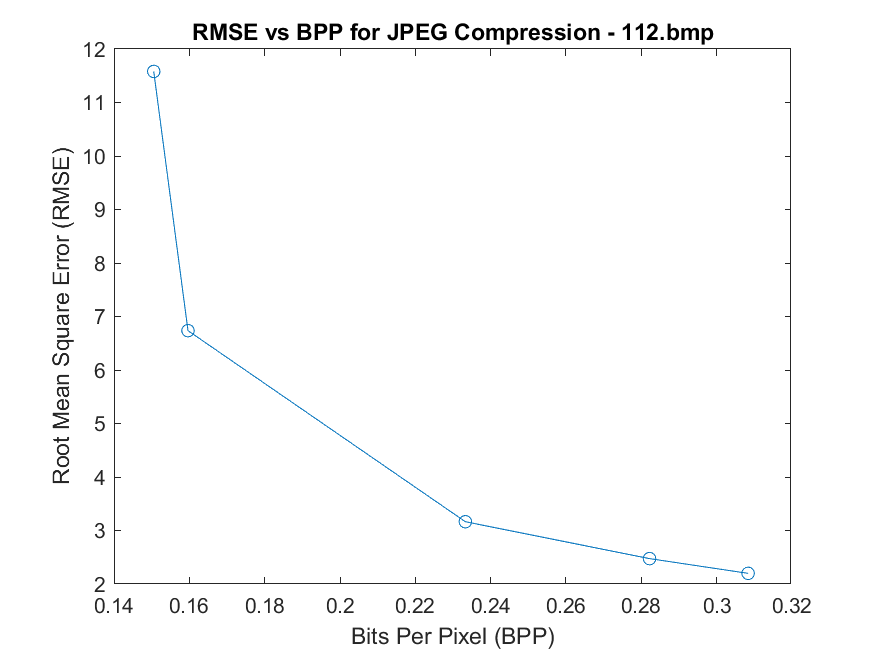 RMSE vs BPP for JPEG Compression - 112.bmp
12
11
10
9
8
7
6
5
4
3
2
Root Mean Square Error (RMSE)
0.14 0.16 0.18 0.2 0.22 0.24 0.26 0.28 0.3 0.32
Bits Per Pixel (BPP)